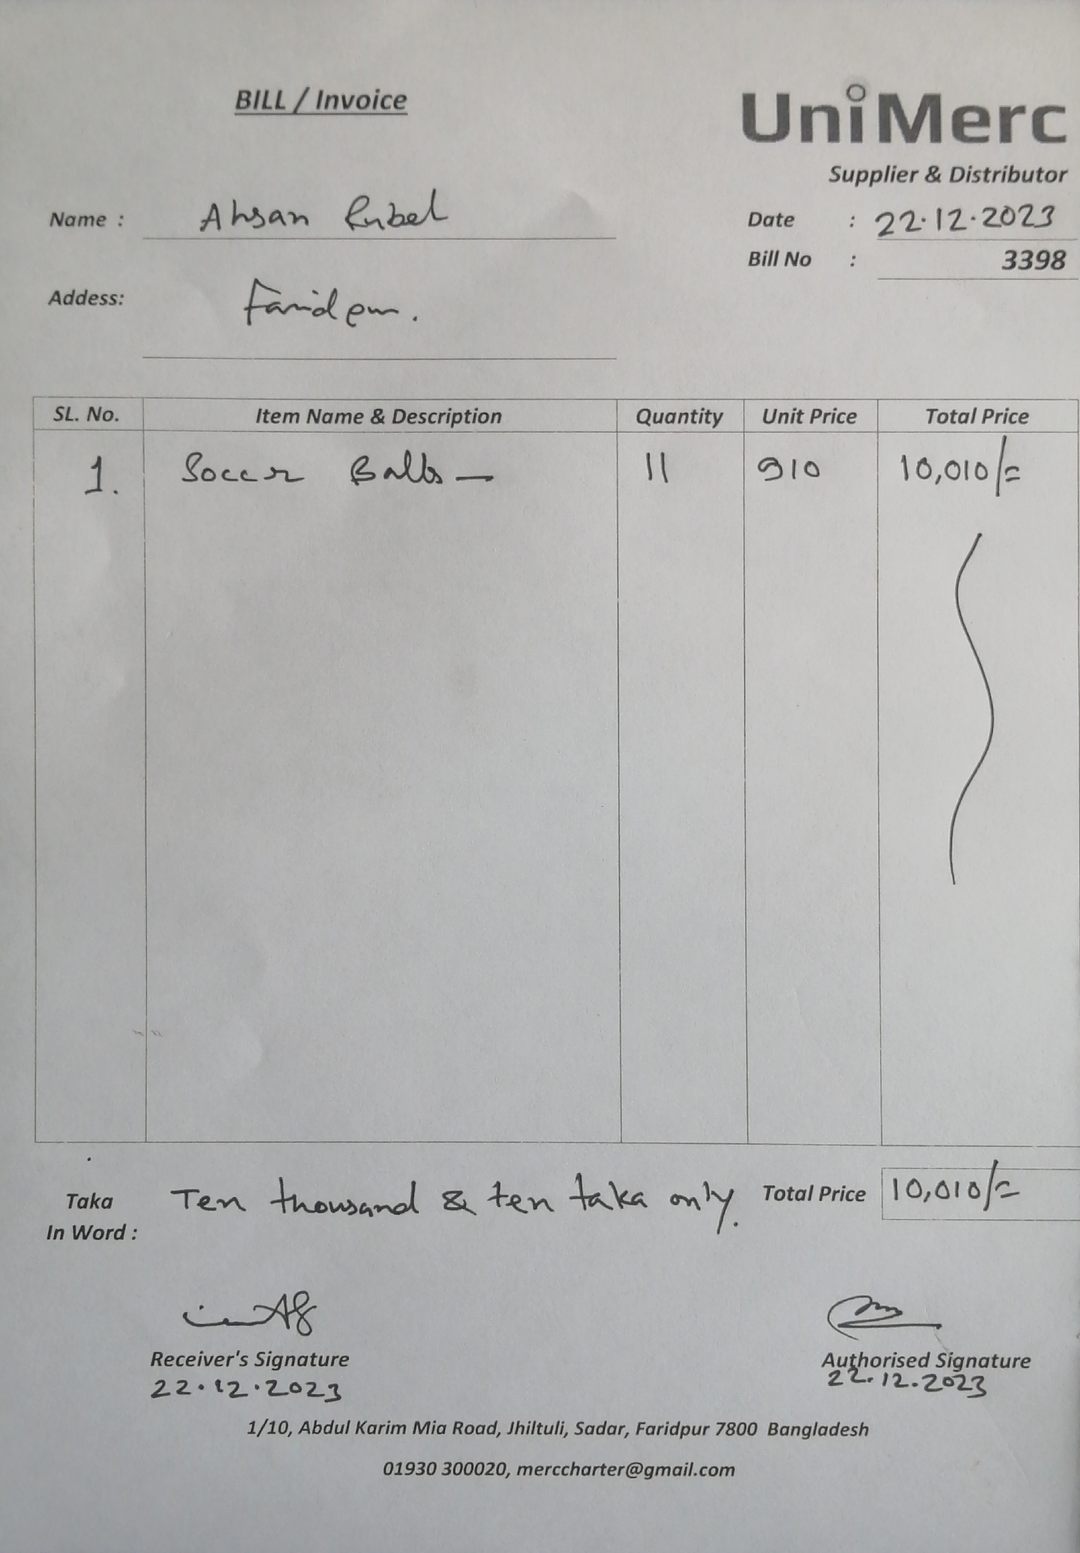 BILL / Invoice
UniMerc
Supplier & Distributor
Name : Ahsan Rubel
Date : 22.12.2023
Bill No : 3398
Addess: Faridpur.
SL. No. Item Name & Description Quantity Unit Price Total Price
1. Soccer Balls — 11 910 10,010/=
Taka In Word : Ten thousand & ten taka only.
Total Price 10,010/=
Receiver's Signature
22.12.2023
Authorised Signature
22.12.2023
1/10, Abdul Karim Mia Road, Jhiltuli, Sadar, Faridpur 7800 Bangladesh
01930 300020, merccharter@gmail.com